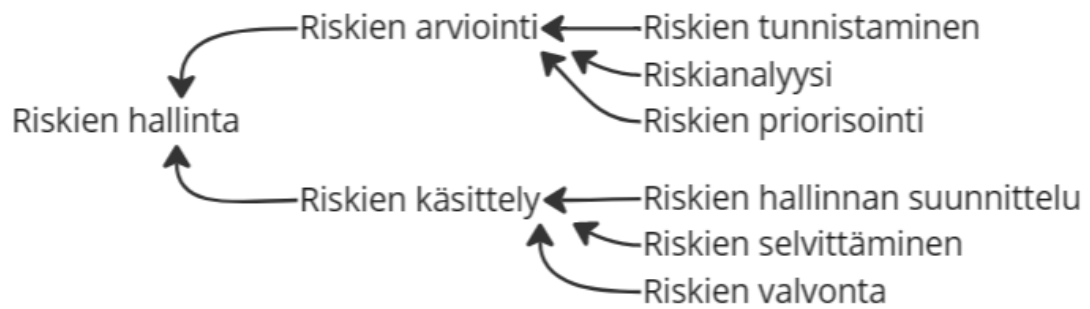 Riskien arviointi
Riskien tunnistaminen
Riskianalyysi
Riskien priorisointi
Riskien hallinta
Riskien käsittely
Riskien hallinnan suunnittelu
Riskien selvittäminen
Riskien valvonta